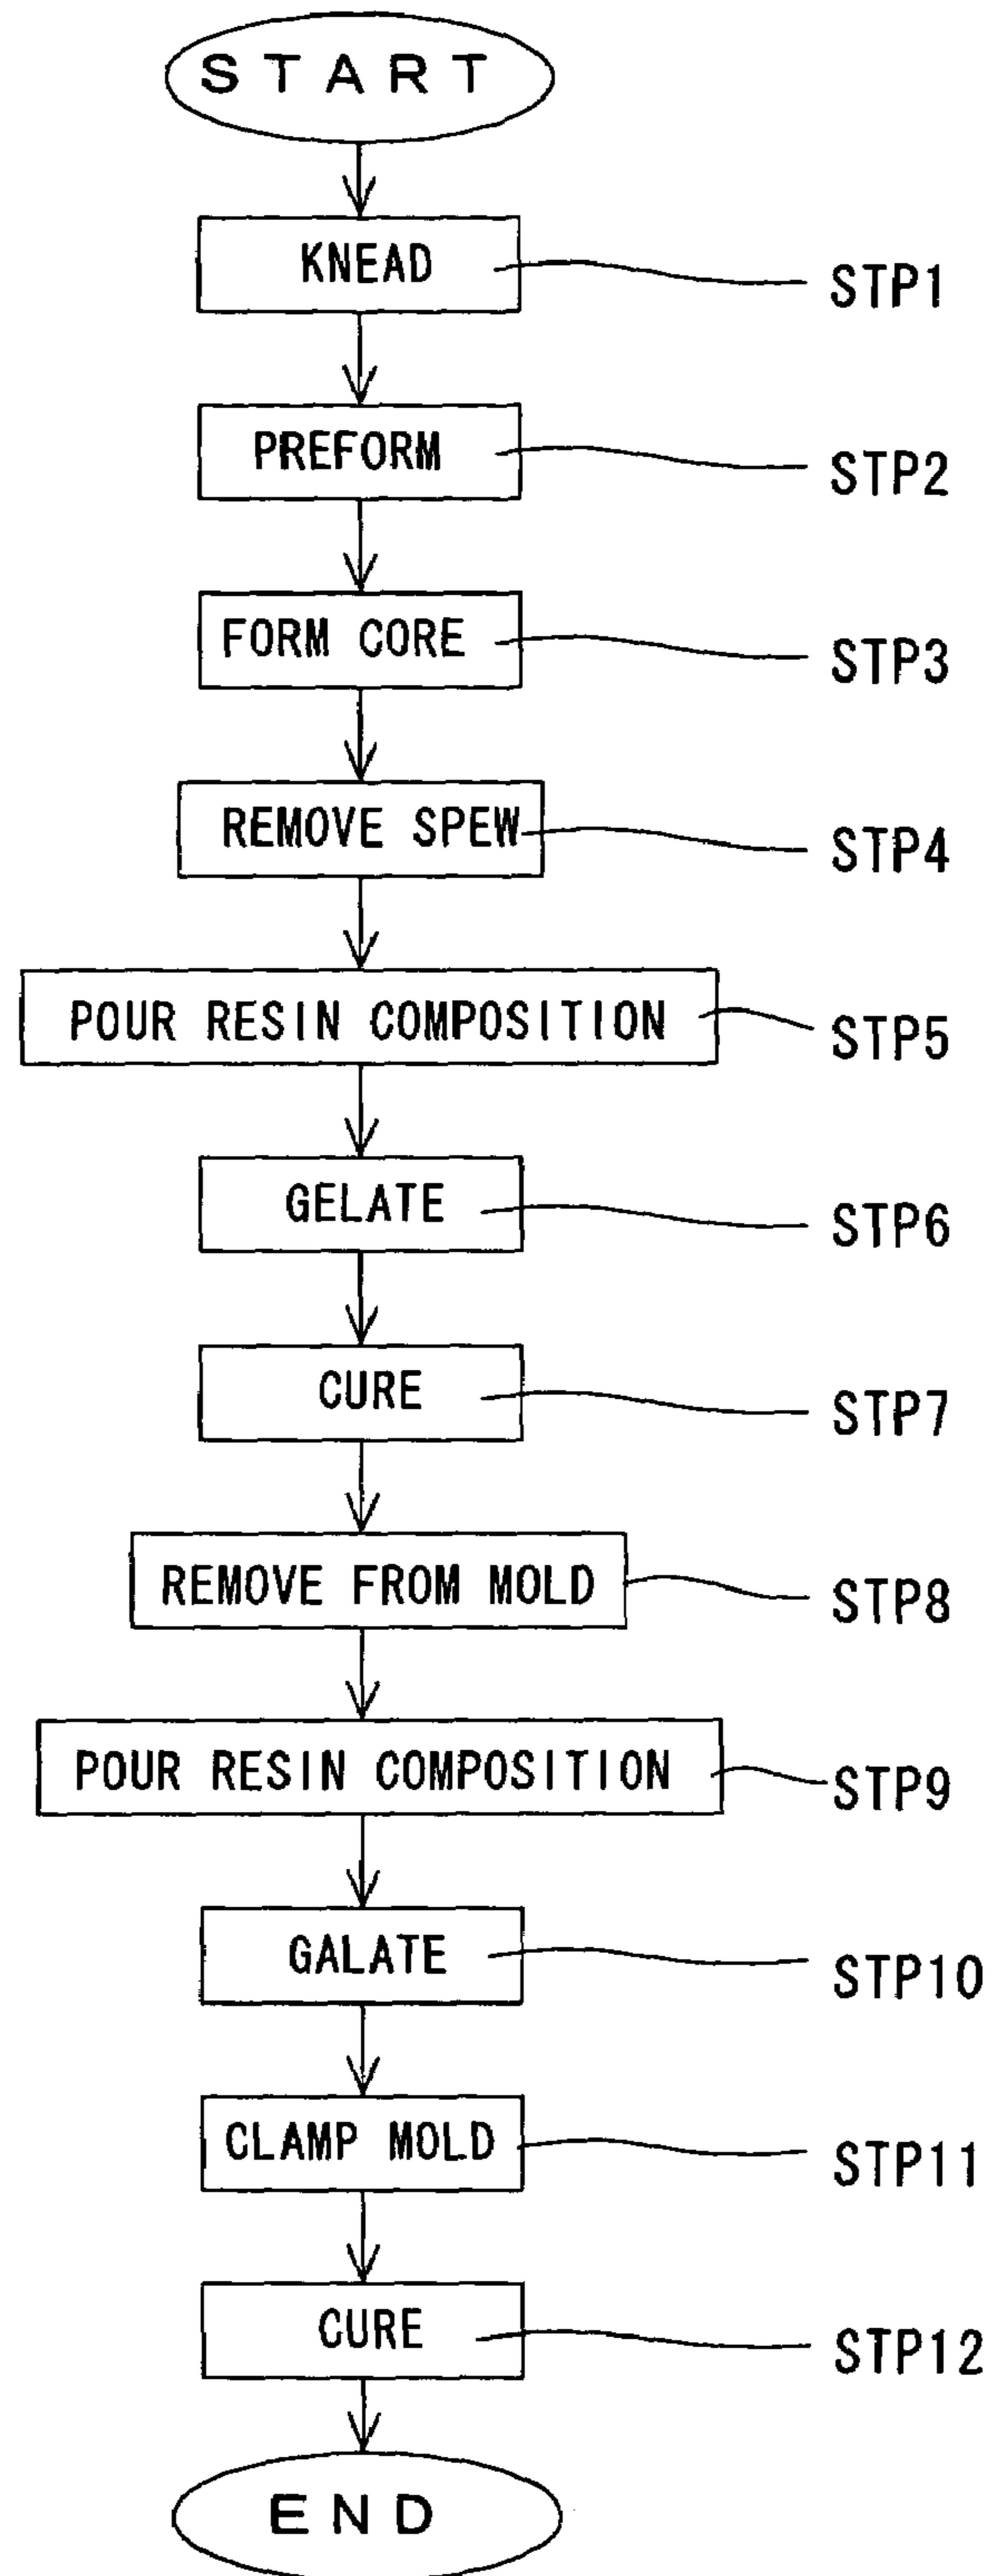 START
KNEAD
STP1
PREFORM
STP2
FORM CORE
STP3
REMOVE SPEW
STP4
POUR RESIN COMPOSITION
STP5
GELATE
STP6
CURE
STP7
REMOVE FROM MOLD
STP8
POUR RESIN COMPOSITION
STP9
GALATE
STP10
CLAMP MOLD
STP11
CURE
STP12
END